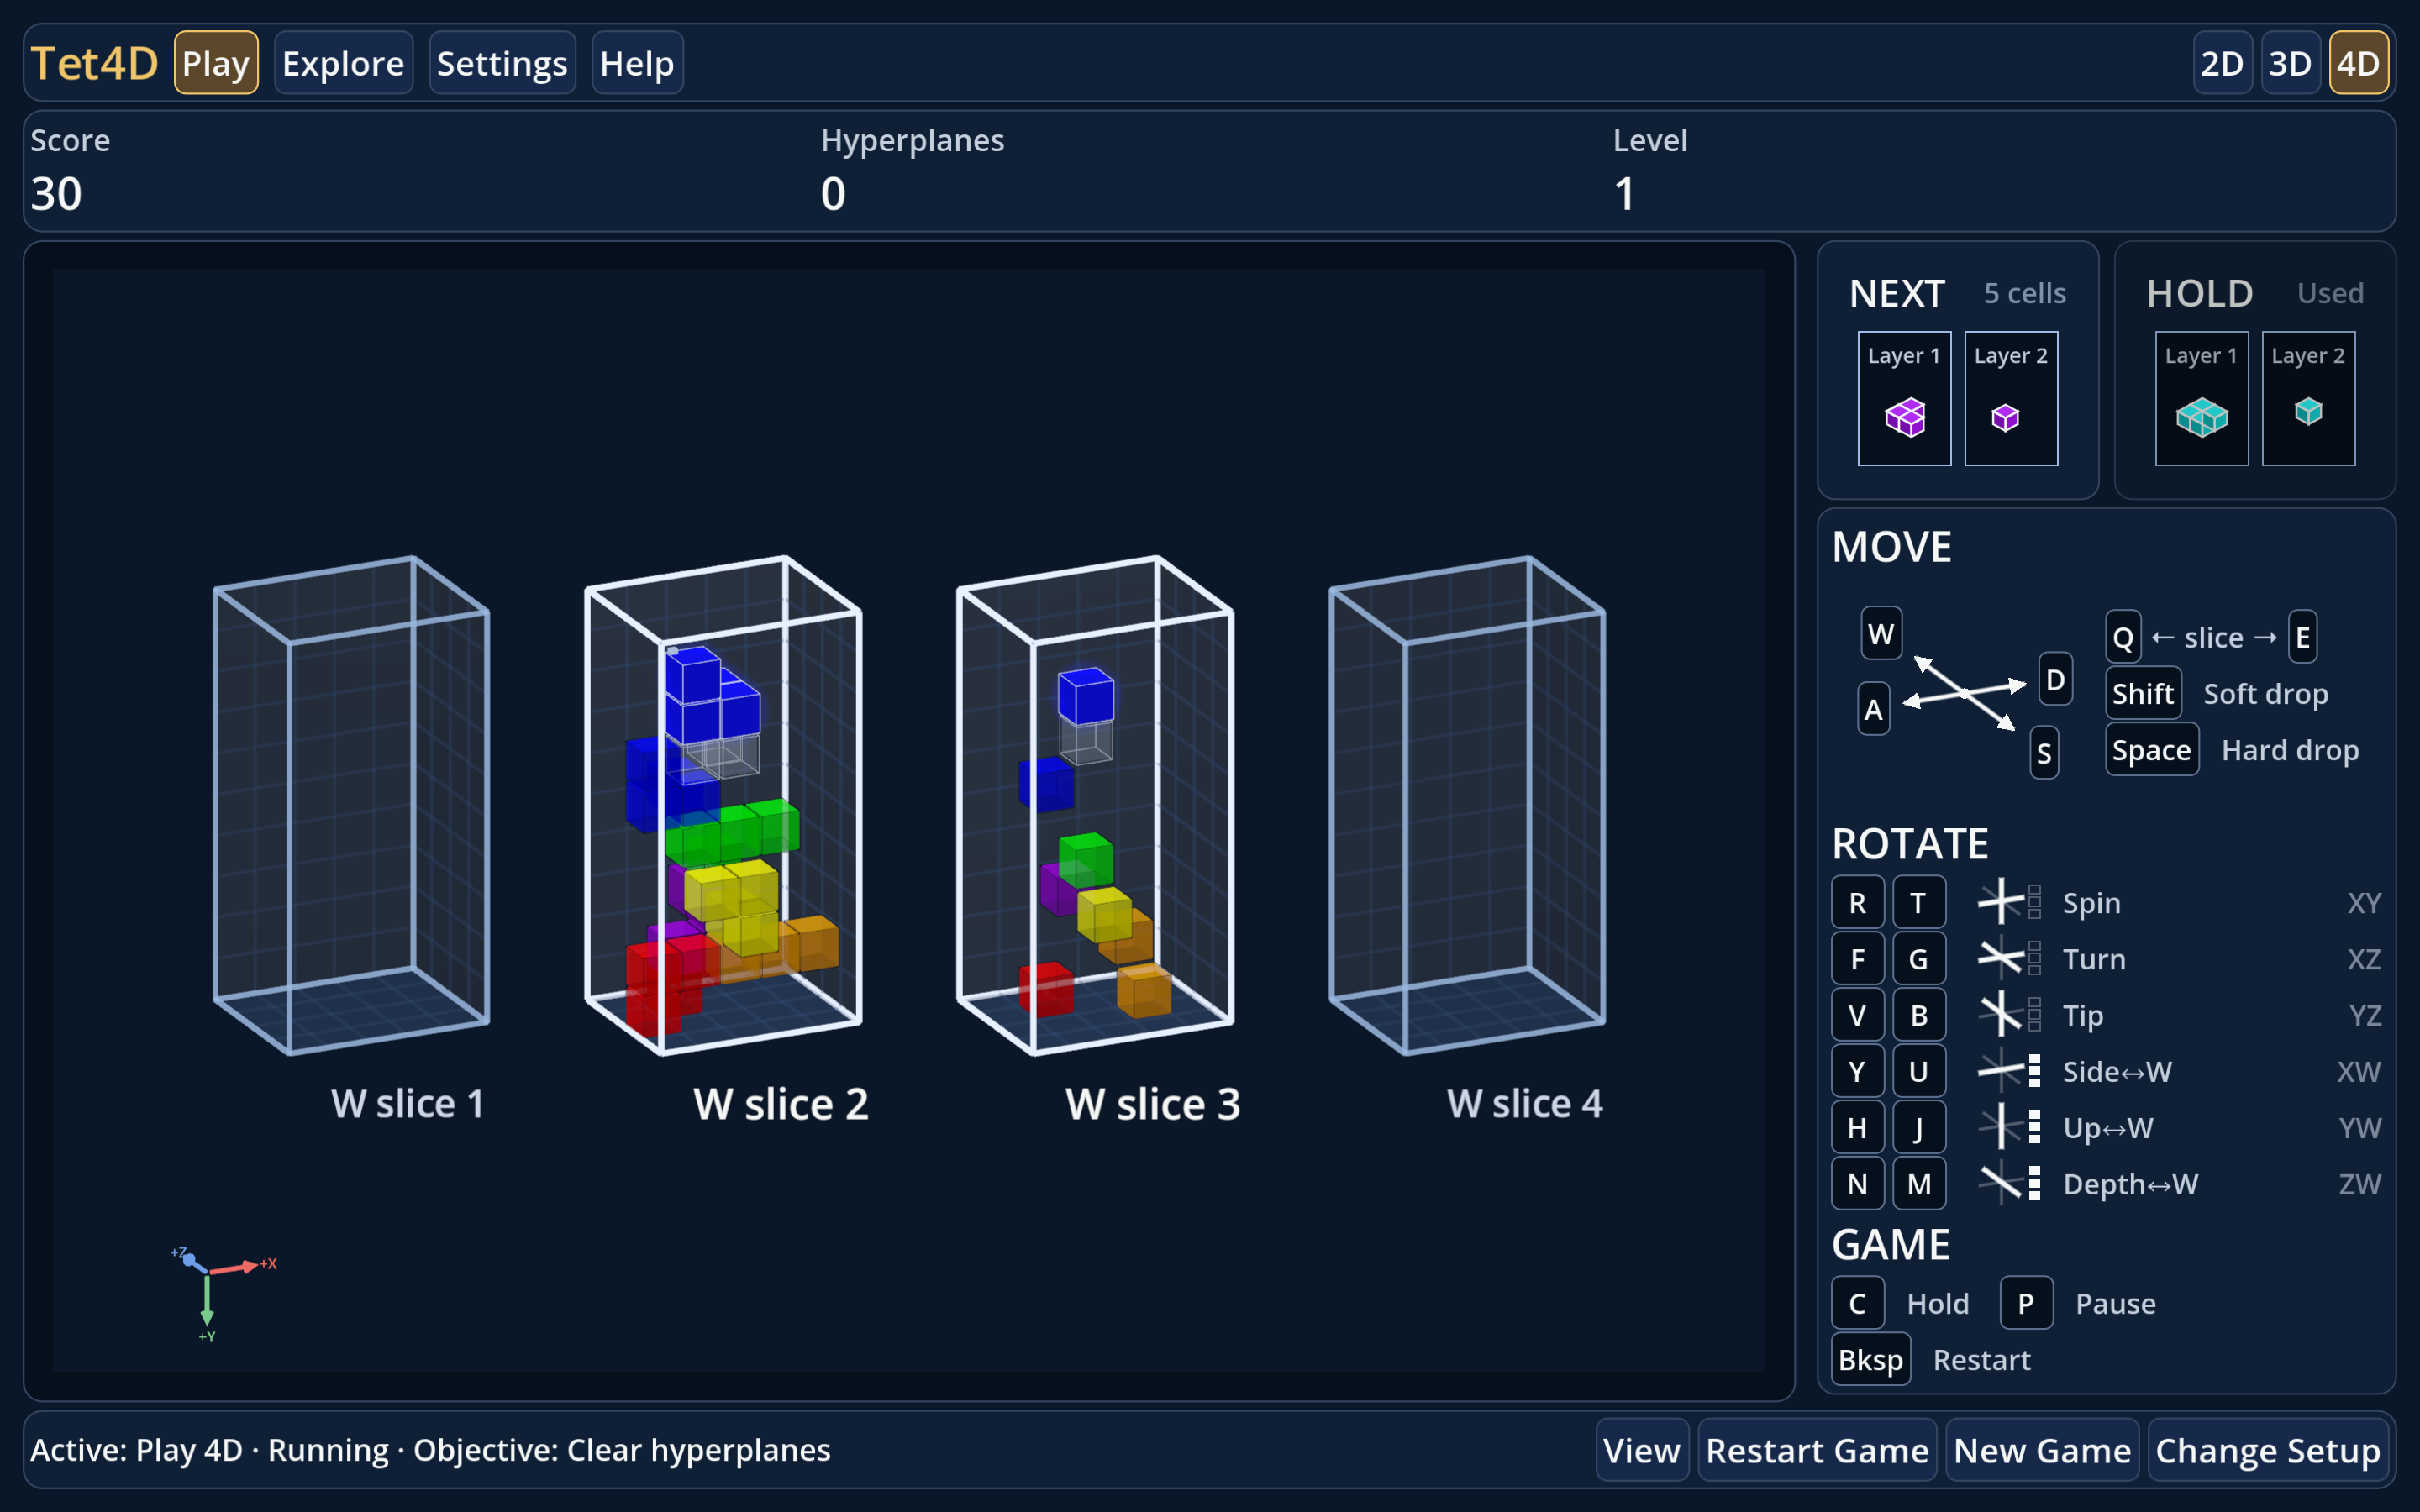 Tet4D Play Explore Settings Help 2D 3D 4D
Score Hyperplanes Level
30 0 1
NEXT 5 cells
Layer 1 Layer 2
HOLD Used
Layer 1 Layer 2
W slice 1 W slice 2 W slice 3 W slice 4
+Z +X
+Y
MOVE
W
A
D
S
Q ← slice → E
Shift Soft drop
Space Hard drop
ROTATE
R T Spin XY
F G Turn XZ
V B Tip YZ
Y U Side↔W XW
H J Up↔W YW
N M Depth↔W ZW
GAME
C Hold P Pause
Bksp Restart
Active: Play 4D · Running · Objective: Clear hyperplanes
View Restart Game New Game Change Setup